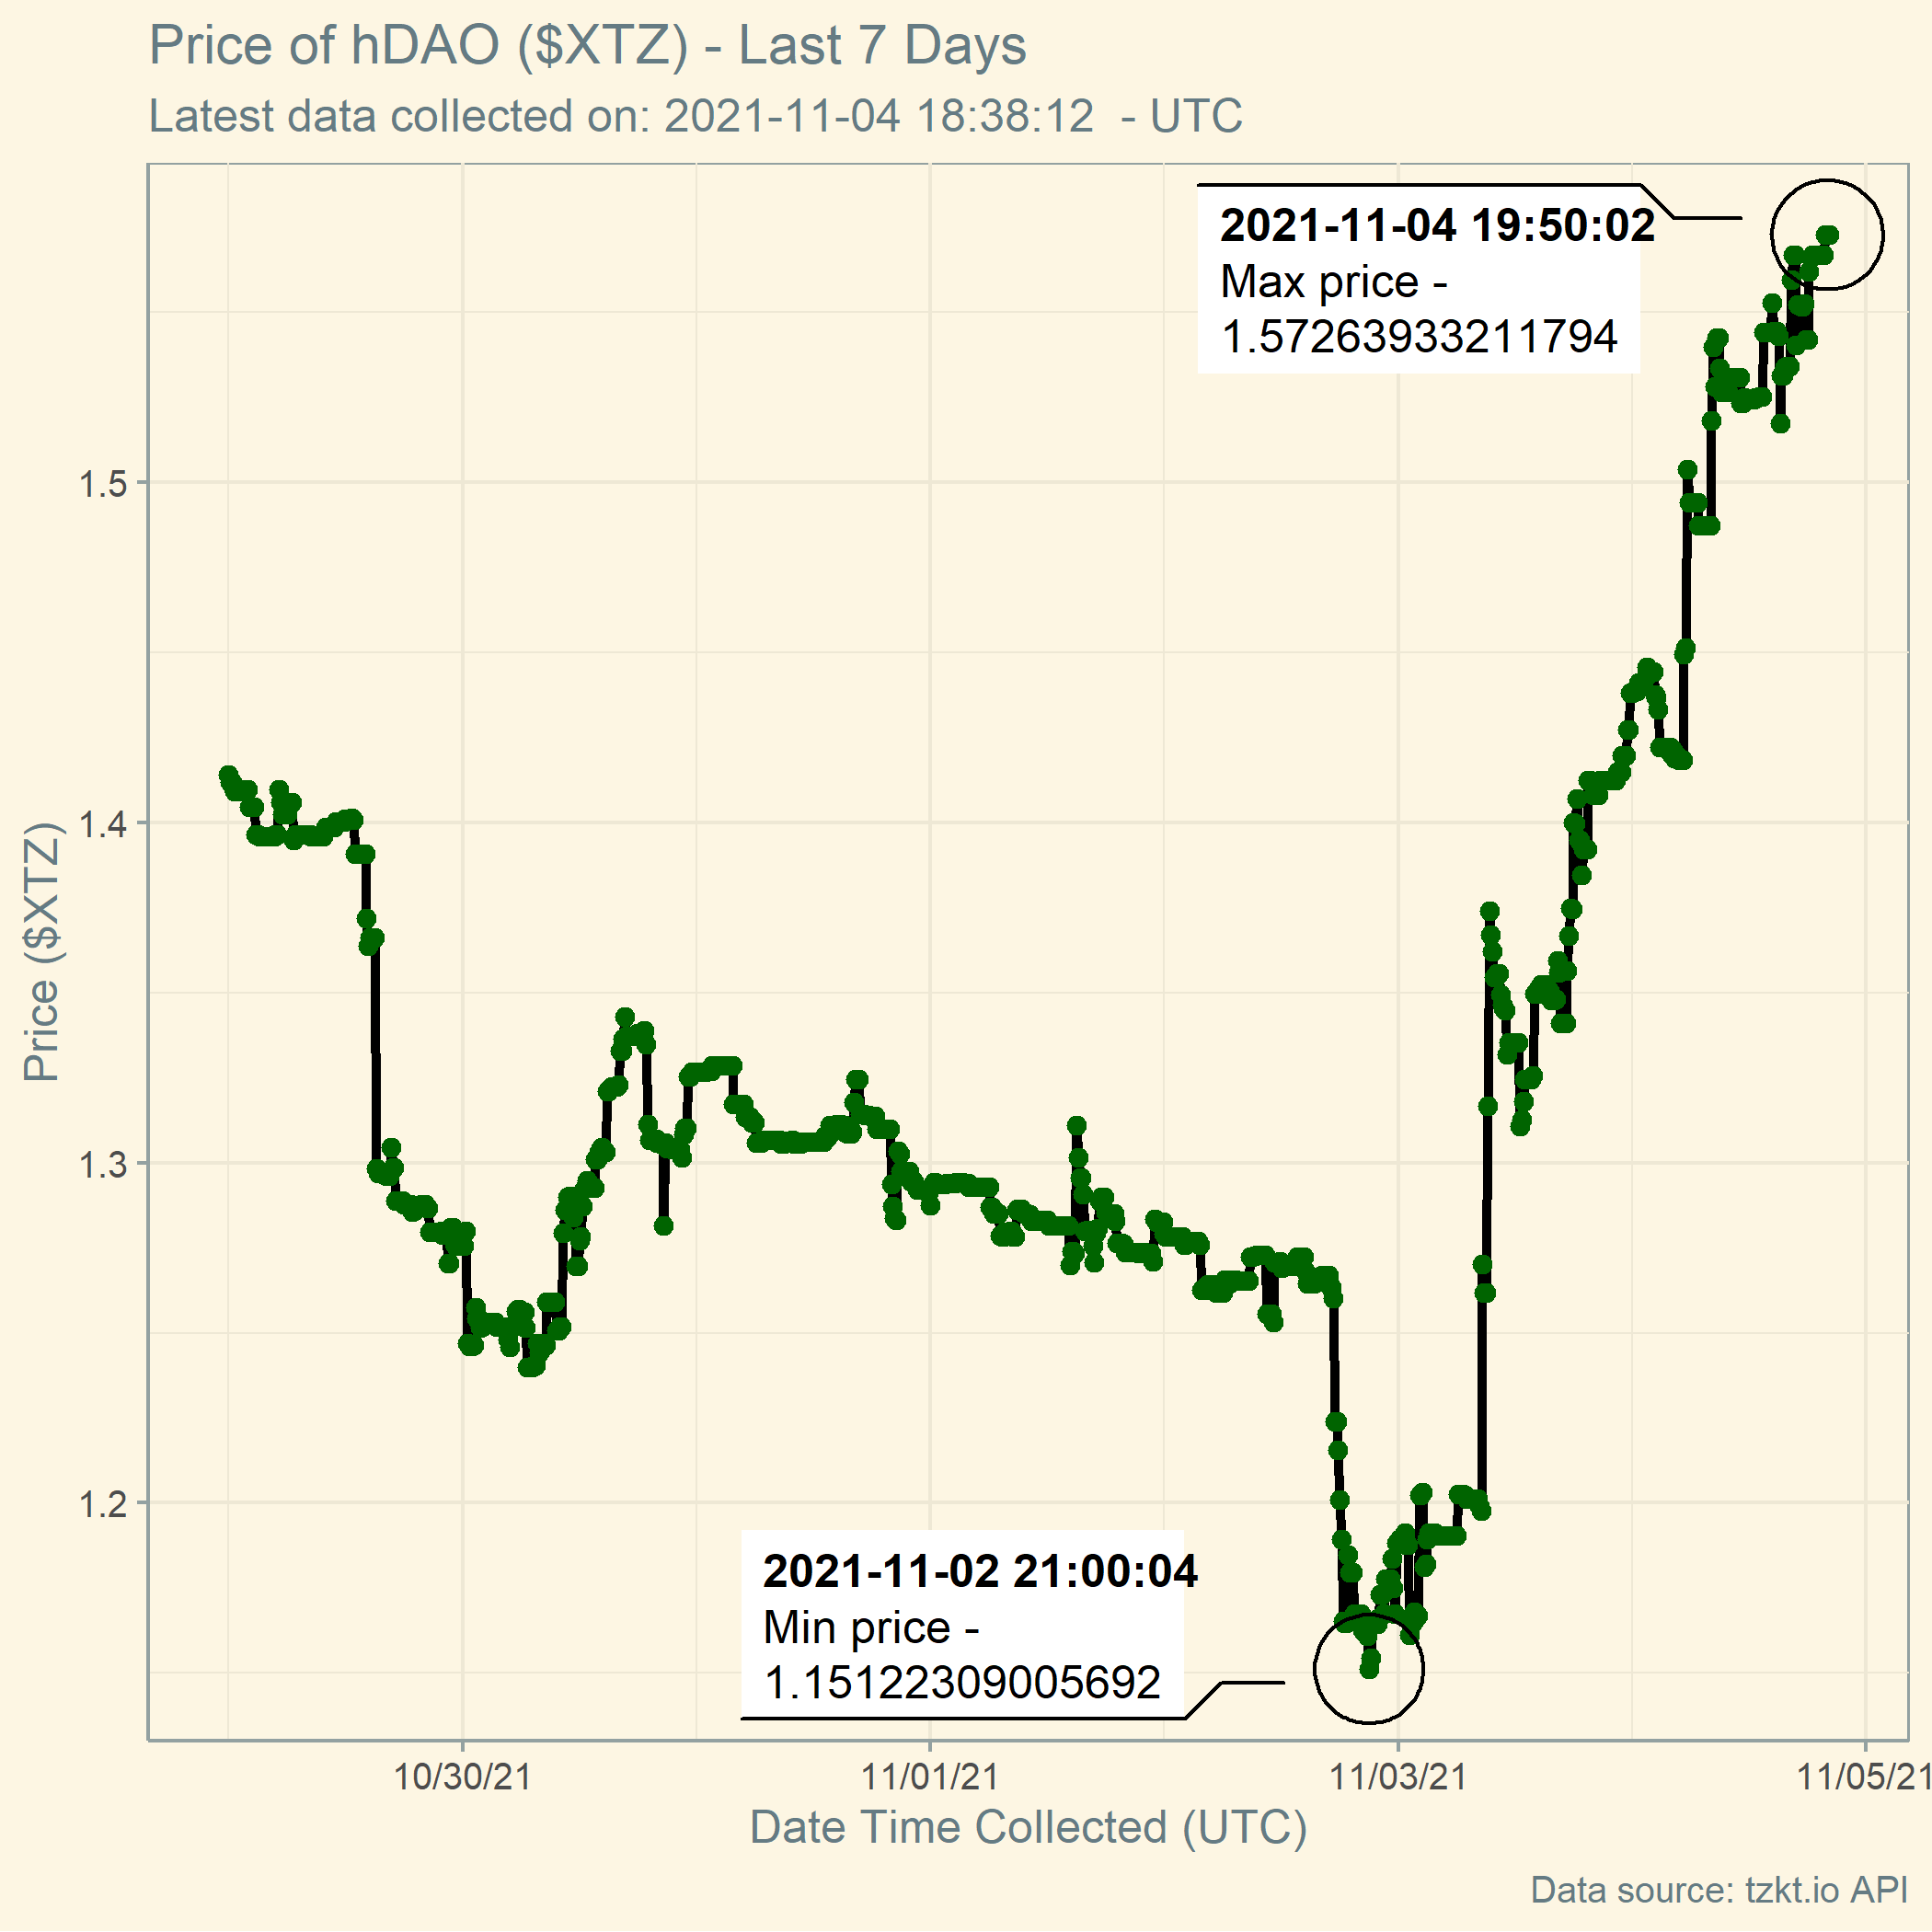 Price of hDAO ($XTZ) - Last 7 Days
Latest data collected on: 2021-11-04 18:38:12 - UTC
2021-11-04 19:50:02
Max price -
1.57263933211794
1.5
1.4
1.3
1.2
Price ($XTZ)
2021-11-02 21:00:04
Min price -
1.15122309005692
10/30/21
11/01/21
11/03/21
11/05/21
Date Time Collected (UTC)
Data source: tzkt.io API